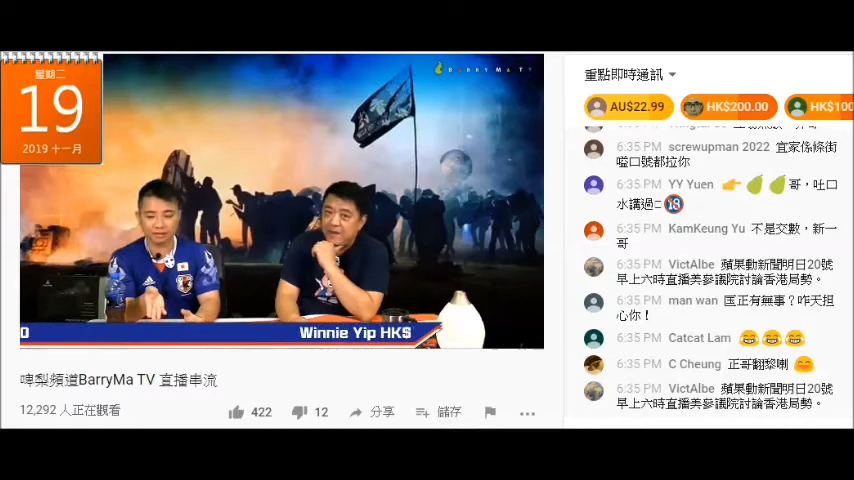 星期二
19
2019 十一月
BARRYMA TV
Winnie Yip HK$
啤梨頻道BarryMa TV 直播串流
12,292 人正在觀看
422
12
分享
儲存
重點即時通訊
AU$22.99
HK$200.00
HK$100
6:35 PM screwupman 2022 宜家係條街
嗌口號都拉你
6:35 PM YY Yuen 👉🍐🍐哥，吐口
水講過다🔞
6:35 PM KamKeung Yu 不是交數，新一
哥
6:35 PM VictAlbe 蘋果動新聞明日20號
早上六時直播美參議院討論香港局勢。
6:35 PM man wan 匡正有無事？咋天担
心你！
6:35 PM Catcat Lam 😂😂😂
6:35 PM C Cheung 正哥翻黎喇 😊
6:35 PM VictAlbe 蘋果動新聞明日20號
早上六時直播美參議院討論香港局勢。